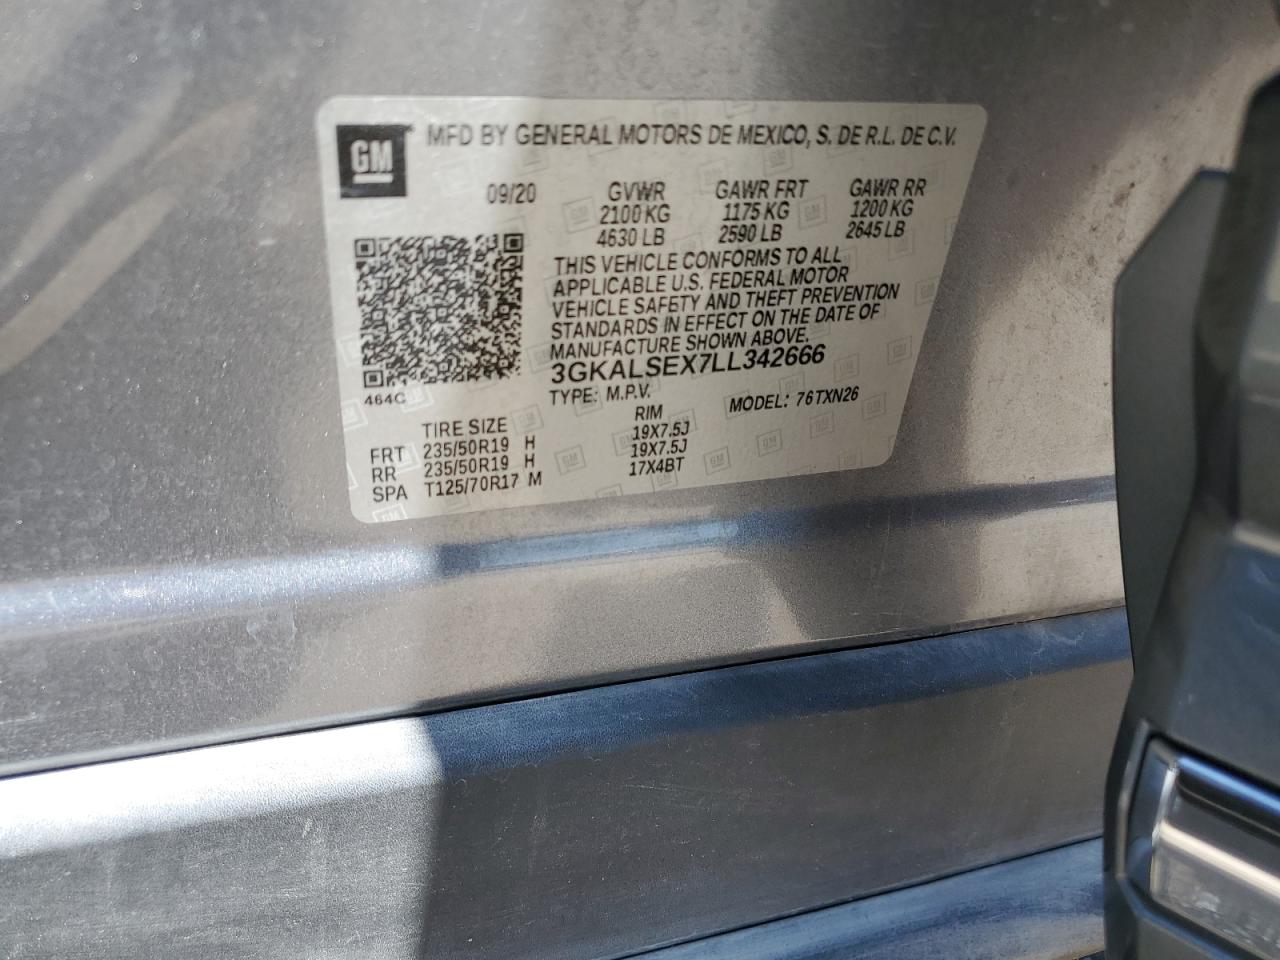 GM
MFD BY GENERAL MOTORS DE MEXICO, S. DE R.L. DE C.V.
09/20 GVWR GAWR FRT GAWR RR
2100 KG 1175 KG 1200 KG
4630 LB 2590 LB 2645 LB
THIS VEHICLE CONFORMS TO ALL
APPLICABLE U.S. FEDERAL MOTOR
VEHICLE SAFETY AND THEFT PREVENTION
STANDARDS IN EFFECT ON THE DATE OF
MANUFACTURE SHOWN ABOVE.
3GKALSEX7LL342666
464C TYPE: M.P.V. MODEL: 76TXN26
TIRE SIZE RIM
FRT 235/50R19 H 19X7.5J
RR 235/50R19 H 19X7.5J
SPA T125/70R17 M 17X4BT